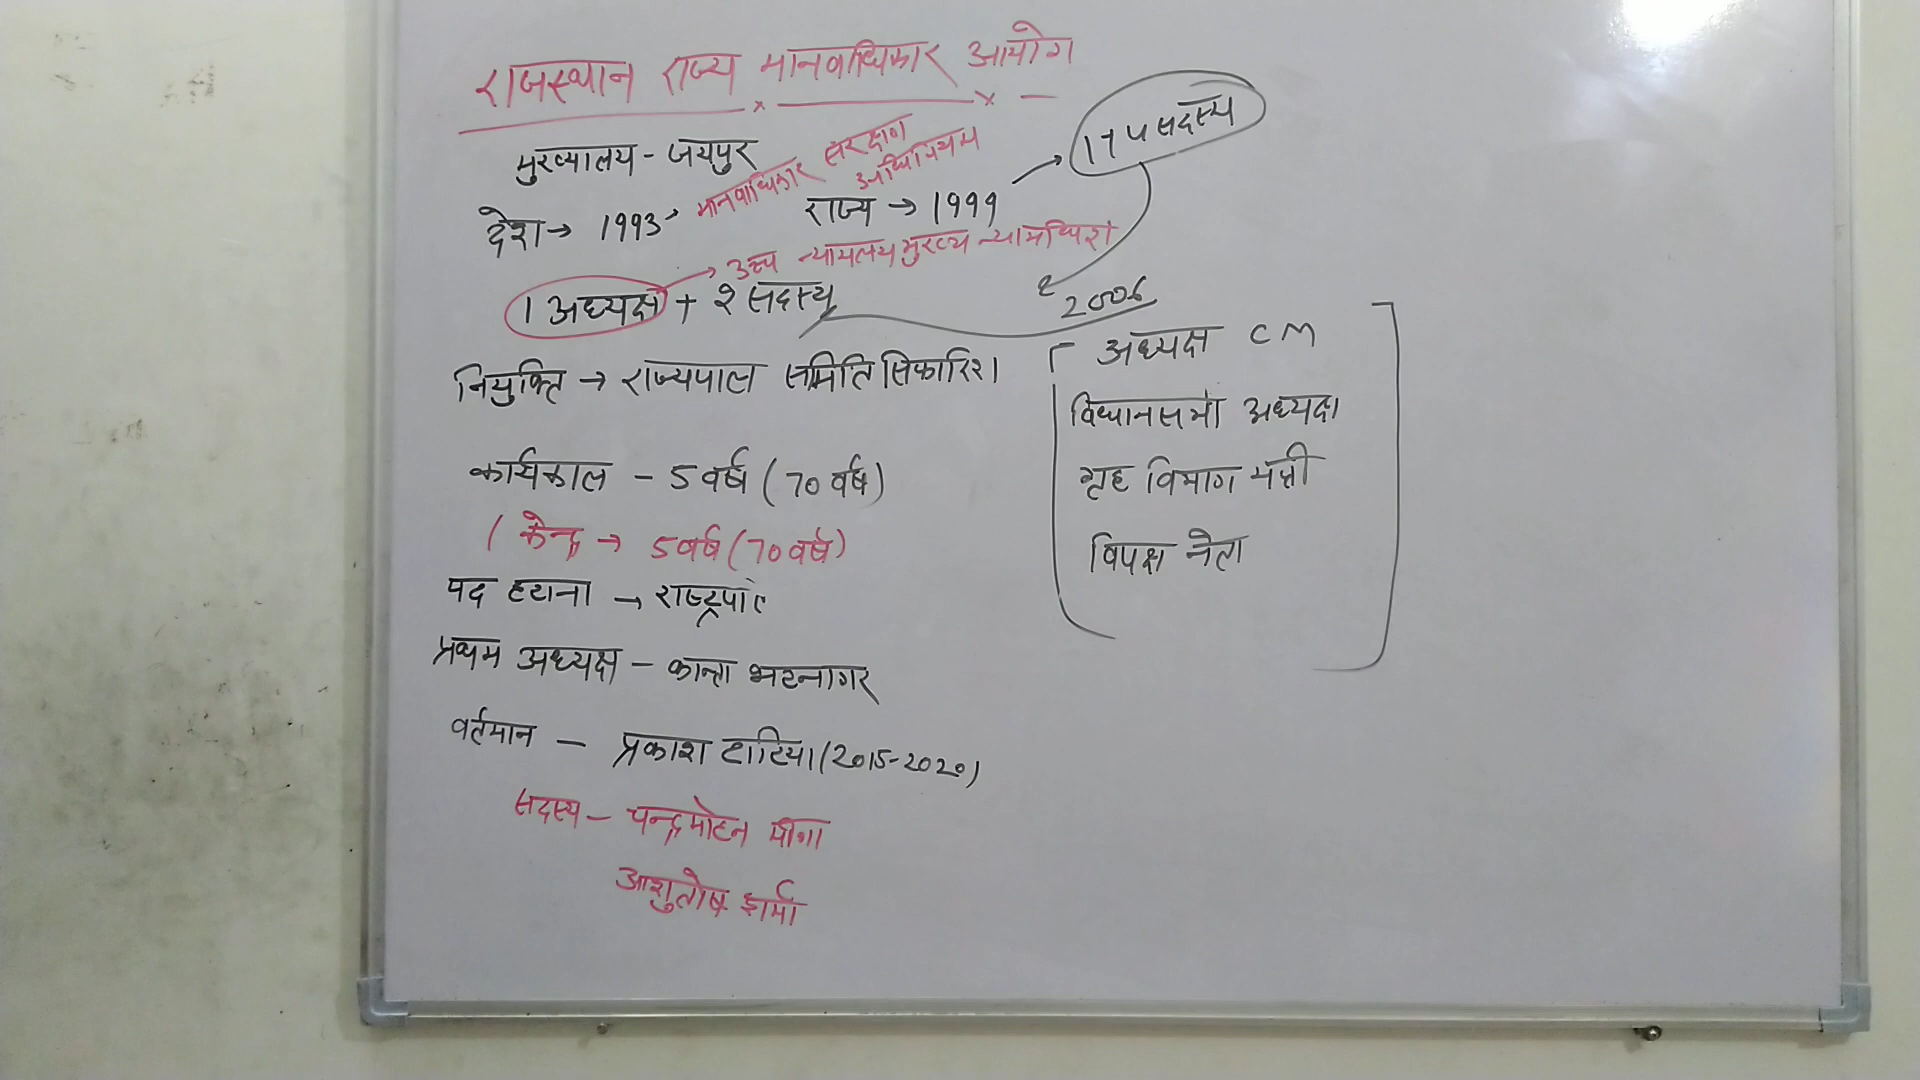 राजस्थान राज्य मानवाधिकार आयोग
मुख्यालय - जयपुर
देश → 1993 → मानवाधिकार संरक्षण अधिनियम
राज्य → 1999 → 1+4 सदस्य
1 अध्यक्ष + 2 सदस्य
→ उच्च न्यायलय मुख्य न्यायधिश
2006
नियुक्ति → राज्यपाल समिति सिफारिश
कार्यकाल - 5 वर्ष (70 वर्ष)
( केन्द्र → 5 वर्ष (70 वर्ष)
पद हटाना → राष्ट्रपति
प्रथम अध्यक्ष - कान्ता भटनागर
वर्तमान - प्रकाश टाटिया (2015-2020)
सदस्य - चन्द्रमोहन मीणा
आशुतोष शर्मा
अध्यक्ष CM
विधानसभा अध्यक्ष
गृह विभाग मंत्री
विपक्ष नेता